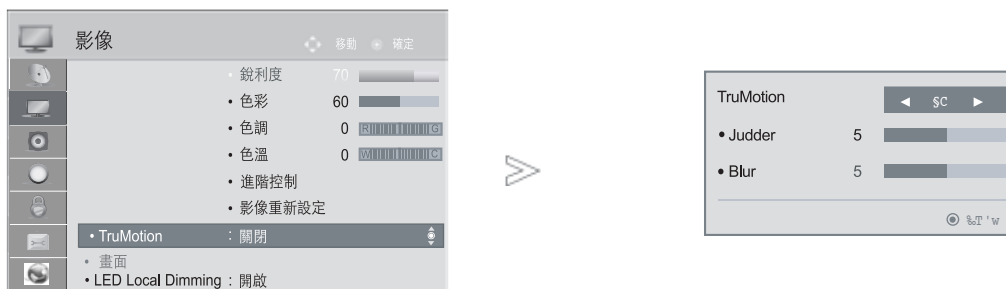 影像 移動 確定
• 銳利度 70
• 色彩 60
• 色調 0 R G
• 色溫 0 W C
• 進階控制
• 影像重新設定
• TruMotion : 關閉
• 畫面
• LED Local Dimming : 開啟
TruMotion ◀ §C ▶
• Judder 5
• Blur 5
◉ ‰T'w